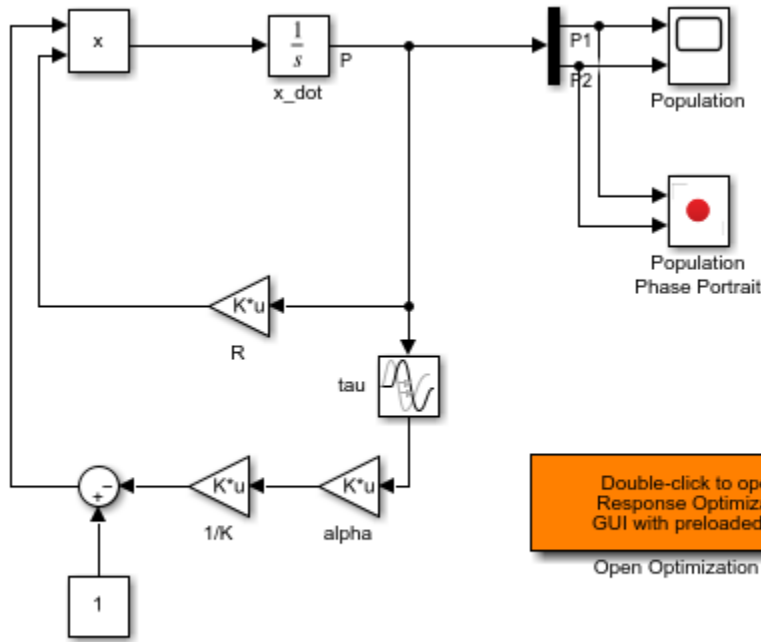 x
1
s
x_dot
P
P1
P2
Population
Population
Phase Portrait
K*u
R
tau
K*u
K*u
1/K
alpha
+
−
1
Double-click to ope
Response Optimiza
GUI with preloaded
Open Optimization